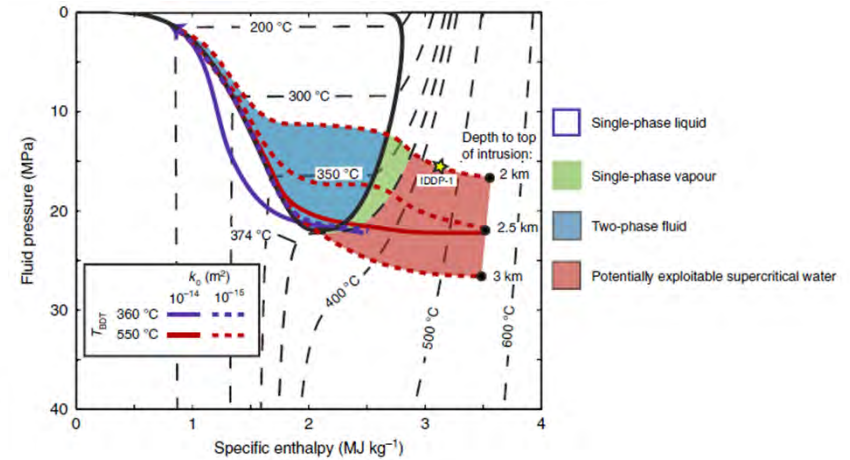 0
10
20
30
40
Fluid pressure (MPa)
0
1
2
3
4
Specific enthalpy (MJ kg⁻¹)
200 °C
300 °C
350 °C
374 °C
400 °C
500 °C
600 °C
Depth to top
of intrusion:
IDDP-1
2 km
2.5 km
3 km
k₀ (m²)
10⁻¹⁴ 10⁻¹⁵
T_BDT
360 °C
550 °C
Single-phase liquid
Single-phase vapour
Two-phase fluid
Potentially exploitable supercritical water